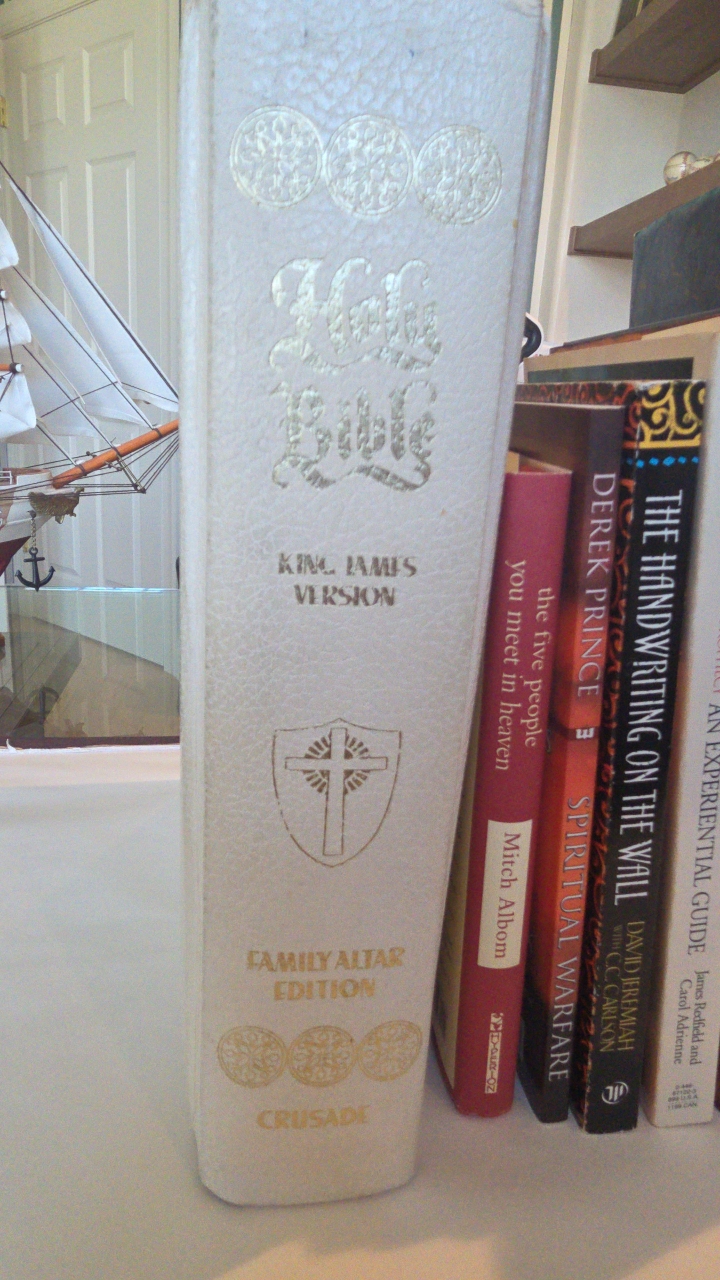 Holy
Bible
KING JAMES
VERSION
FAMILY ALTAR
EDITION
CRUSADE
the five people
you meet in heaven
Mitch Albom
HYPERION
DEREK PRINCE
SPIRITUAL WARFARE
THE HANDWRITING ON THE WALL
DAVID JEREMIAH
WITH C.C. CARLSON
AN EXPERIENTIAL GUIDE
James Redfield and
Carol Adrienne